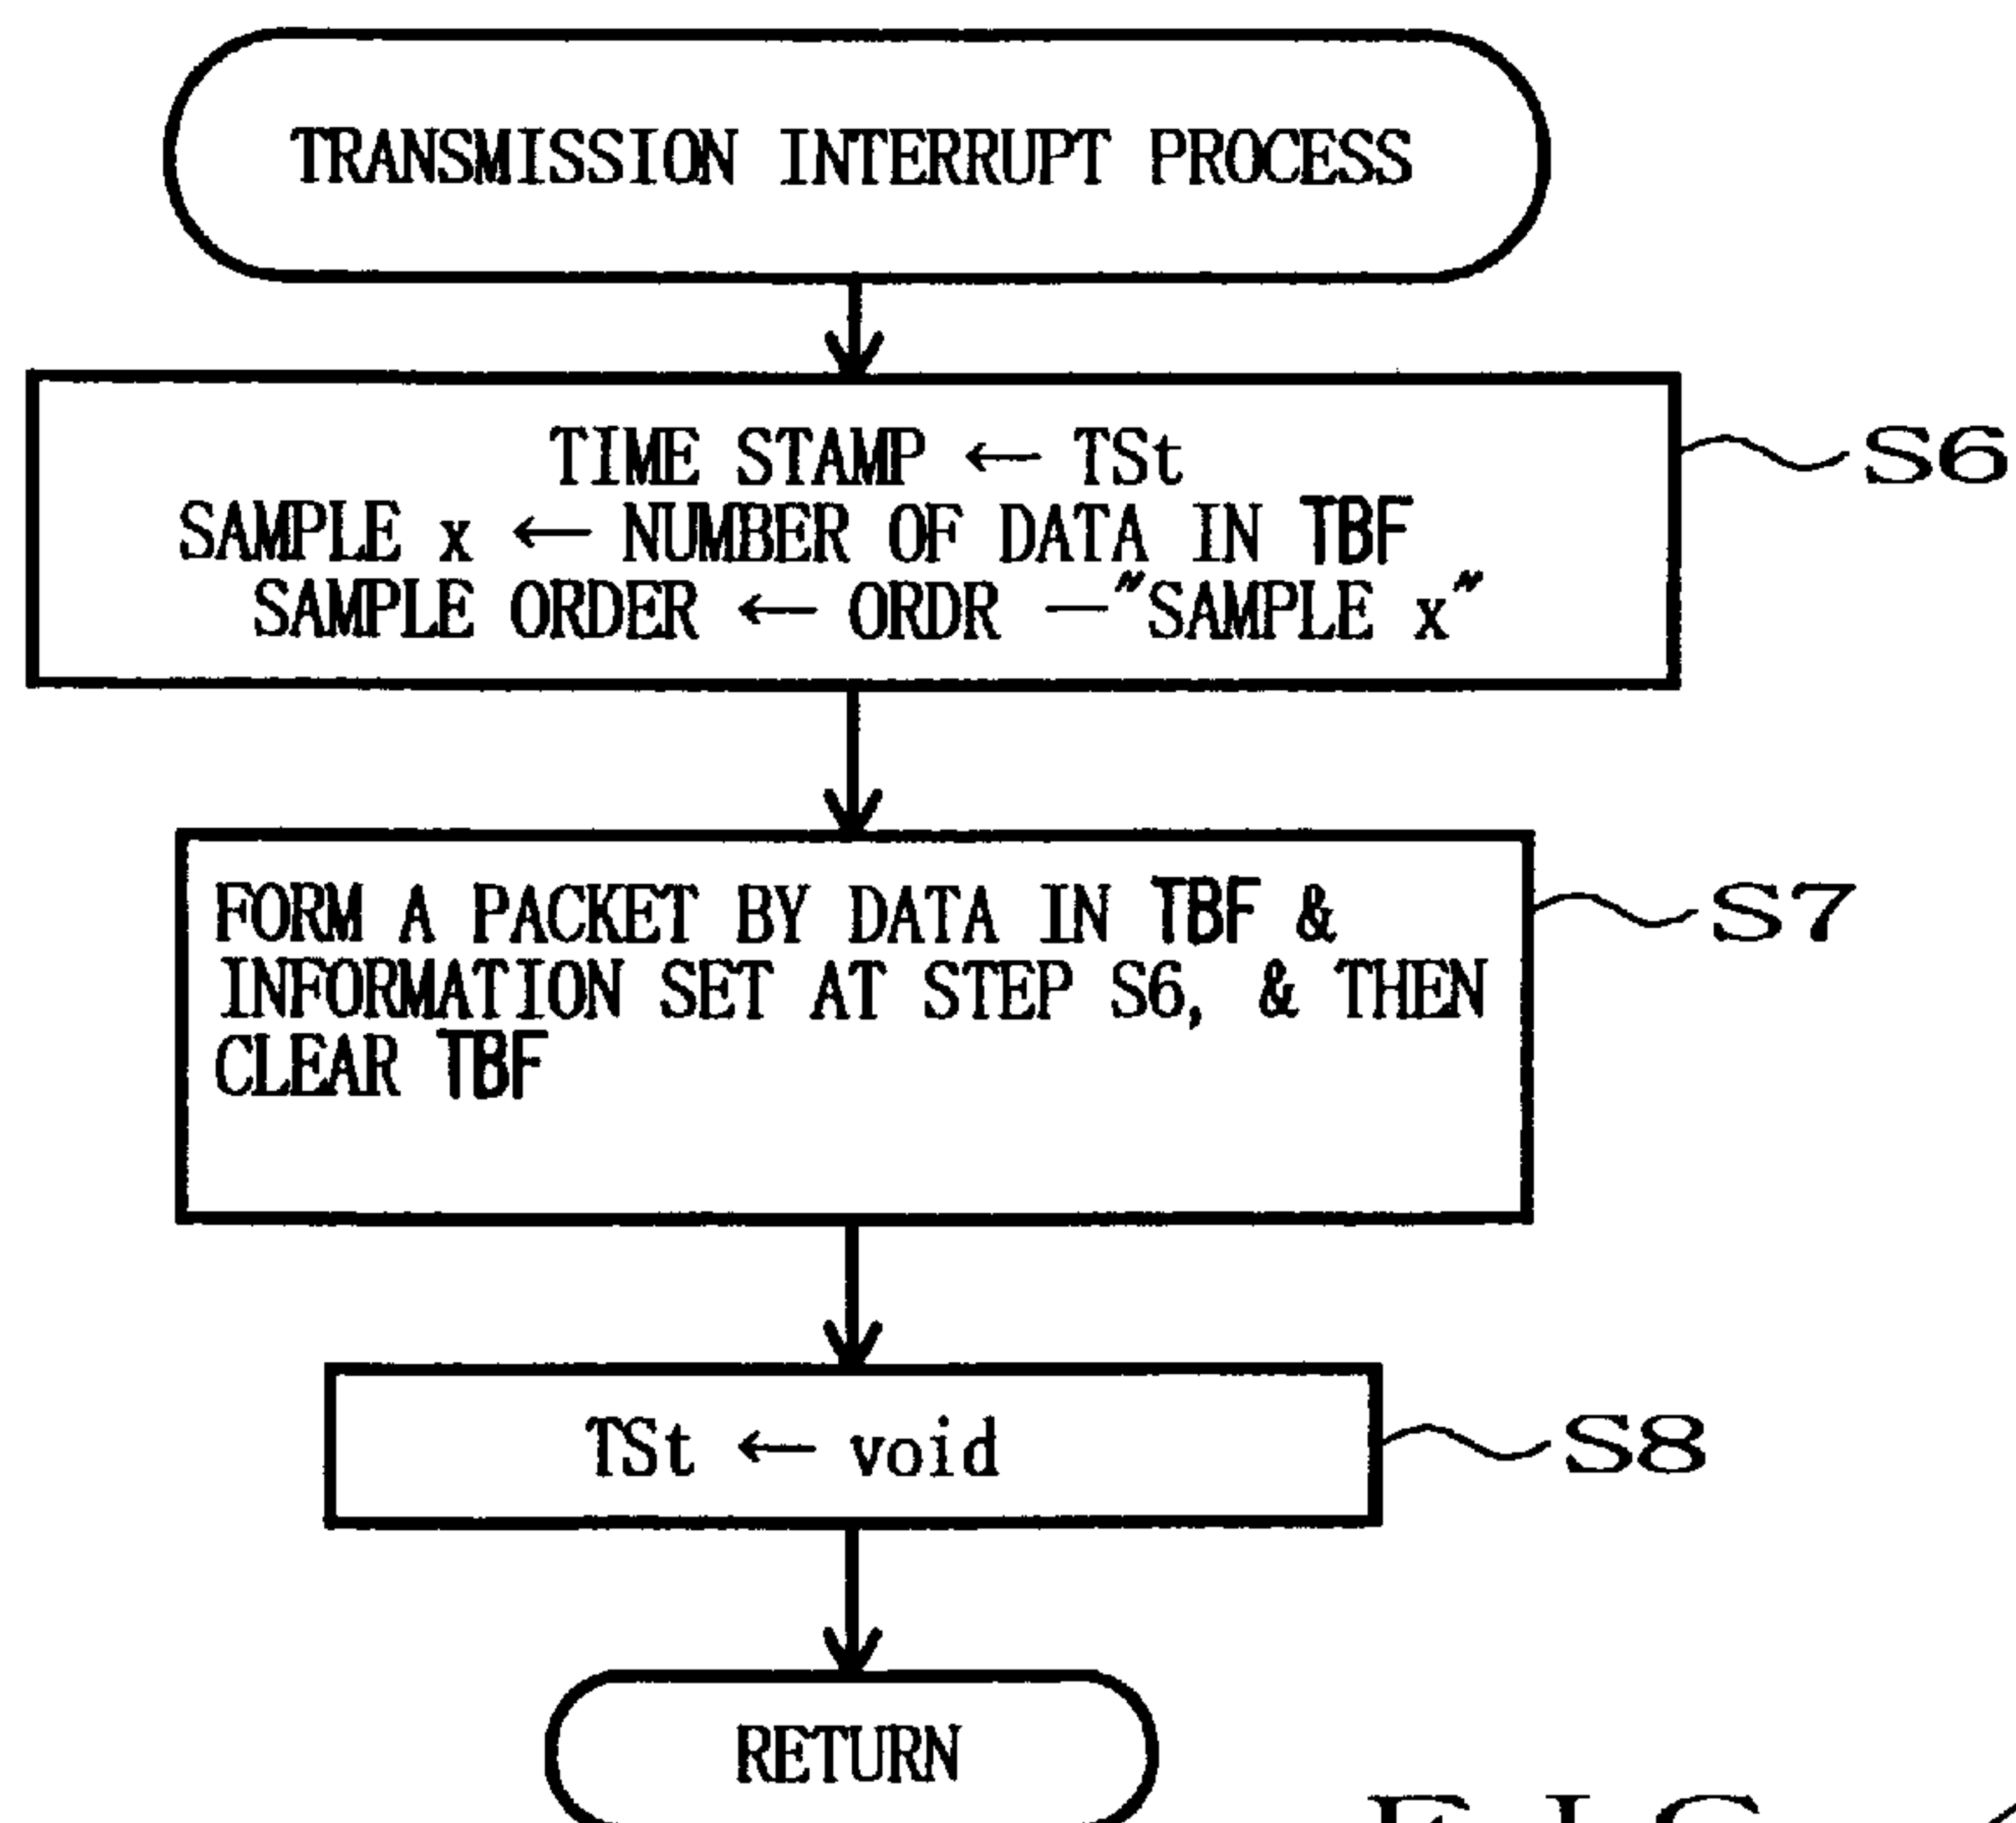 TRANSMISSION INTERRUPT PROCESS
TIME STAMP ← TSt
S6
SAMPLE x ← NUMBER OF DATA IN TBF
SAMPLE ORDER ← ORDR —"SAMPLE x"
FORM A PACKET BY DATA IN TBF &
S7
INFORMATION SET AT STEP S6, & THEN
CLEAR TBF
TSt ← void
S8
RETURN